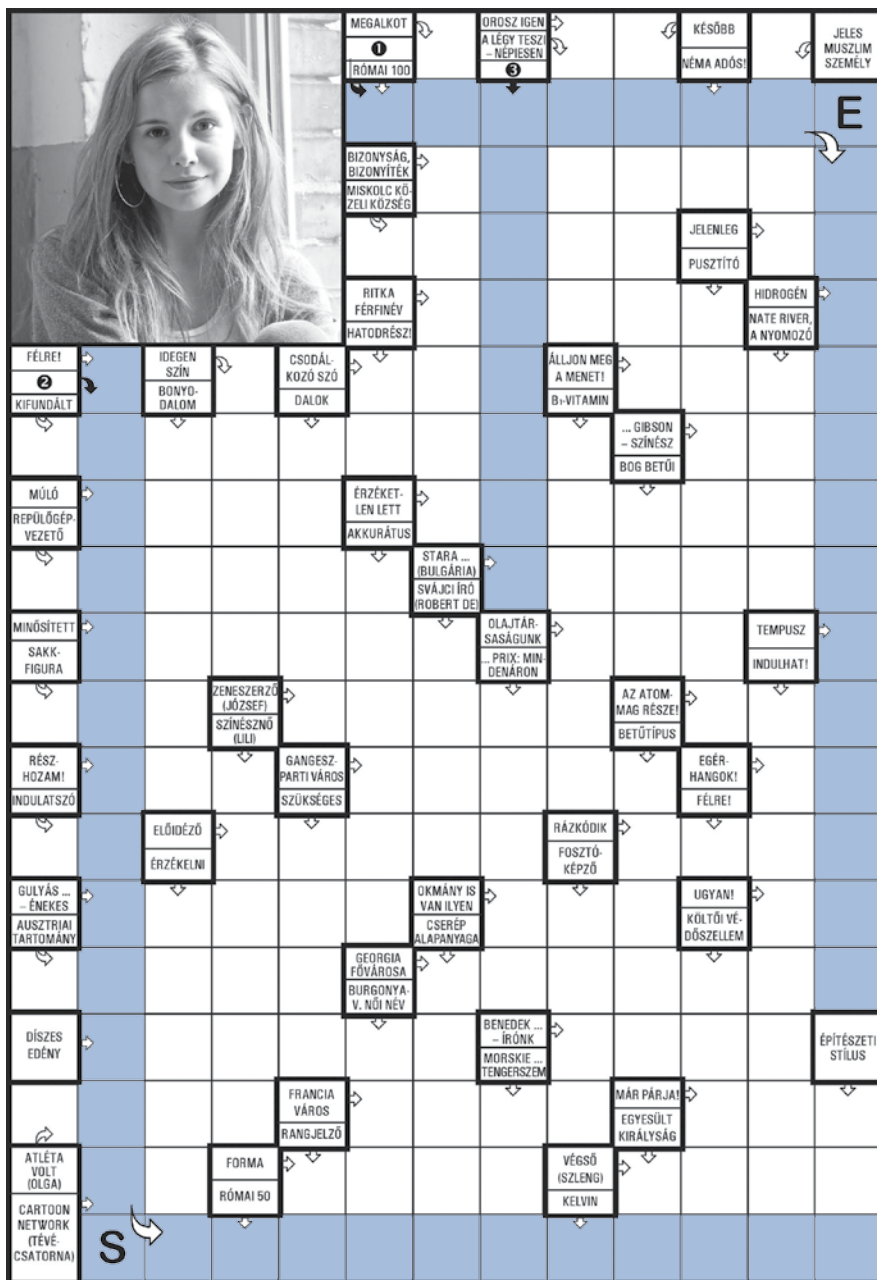 MEGALKOT
❶
RÓMAI 100
OROSZ IGEN
A LÉGY TESZI
– NÉPIESEN
❸
KÉSŐBB
NÉMA ADÓS!
JELES
MUSZLIM
SZEMÉLY
E
BIZONYSÁG,
BIZONYÍTÉK
MISKOLC KÖ-
ZELI KÖZSÉG
JELENLEG
PUSZTÍTÓ
RITKA
FÉRFINÉV
HATODRÉSZ!
HIDROGÉN
NATE RIVER,
A NYOMOZÓ
FÉLRE!
❷
KIFUNDÁLT
IDEGEN
SZÍN
BONYO-
DALOM
CSODÁL-
KOZÓ SZÓ
DALOK
ÁLLJON MEG
A MENET!
B₁-VITAMIN
... GIBSON
– SZÍNÉSZ
BOG BETŰI
MÚLÓ
REPÜLŐGÉP-
VEZETŐ
ÉRZÉKET-
LEN LETT
AKKURÁTUS
STARA ...
(BULGÁRIA)
SVÁJCI ÍRÓ
(ROBERT DE)
MINŐSÍTETT
SAKK-
FIGURA
OLAJTÁR-
SASÁGUNK
... PRIX: MIN-
DENÁRON
TEMPUSZ
INDULHAT!
ZENESZERZŐ
(JÓZSEF)
SZÍNÉSZNŐ
(LILI)
AZ ATOM-
MAG RÉSZE!
BETŰTÍPUS
RÉSZ-
HOZAM!
INDULATSZÓ
GANGESZ-
PARTI VÁROS
SZÜKSÉGES
EGÉR-
HANGOK!
FÉLRE!
ELŐIDÉZŐ
ÉRZÉKELNI
RÁZKÓDIK
FOSZTÓ-
KÉPZŐ
GULYÁS ...
– ÉNEKES
AUSZTRIAI
TARTOMÁNY
OKMÁNY IS
VAN ILYEN
CSERÉP
ALAPANYAGA
UGYAN!
KÖLTŐI VÉ-
DŐSZELLEM
GEORGIA
FŐVÁROSA
BURGONYA-
V. NŐI NÉV
DÍSZES
EDÉNY
BENEDEK ...
– ÍRÓNK
MORSKIE ...
TENGERSZEM
ÉPÍTÉSZETI
STÍLUS
FRANCIA
VÁROS
RANGJELZŐ
MÁR PÁRJA!
EGYESÜLT
KIRÁLYSÁG
ATLÉTA
VOLT
(OLGA)
CARTOON
NETWORK
(TÉVÉ-
CSATORNA)
FORMA
RÓMAI 50
VÉGSŐ
(SZLENG)
KELVIN
S